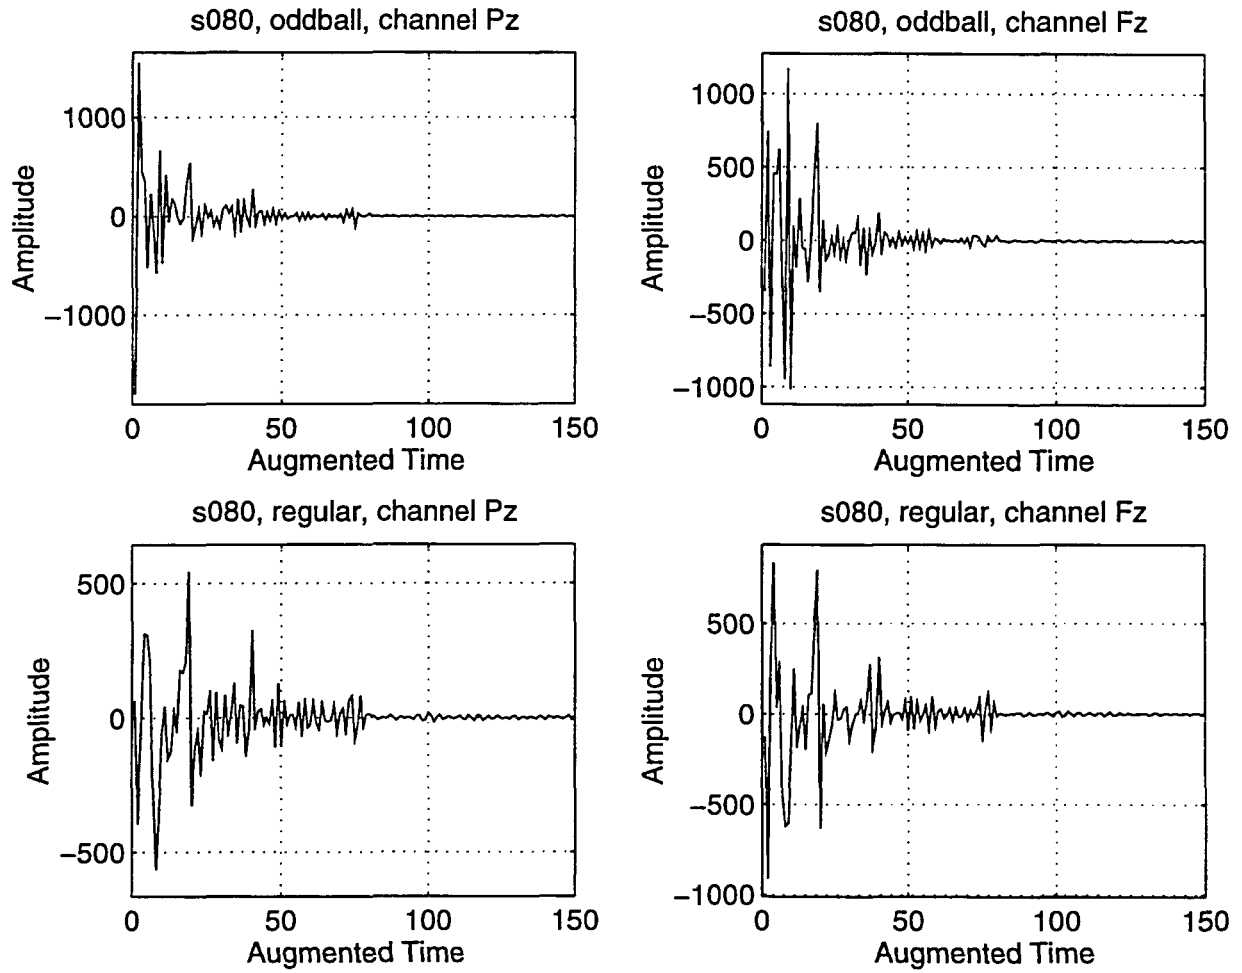 s080, oddball, channel Pz
1000
0
−1000
Amplitude
0 50 100 150
Augmented Time
s080, oddball, channel Fz
1000
500
0
−500
−1000
Amplitude
0 50 100 150
Augmented Time
s080, regular, channel Pz
500
0
−500
Amplitude
0 50 100 150
Augmented Time
s080, regular, channel Fz
500
0
−500
−1000
Amplitude
0 50 100 150
Augmented Time